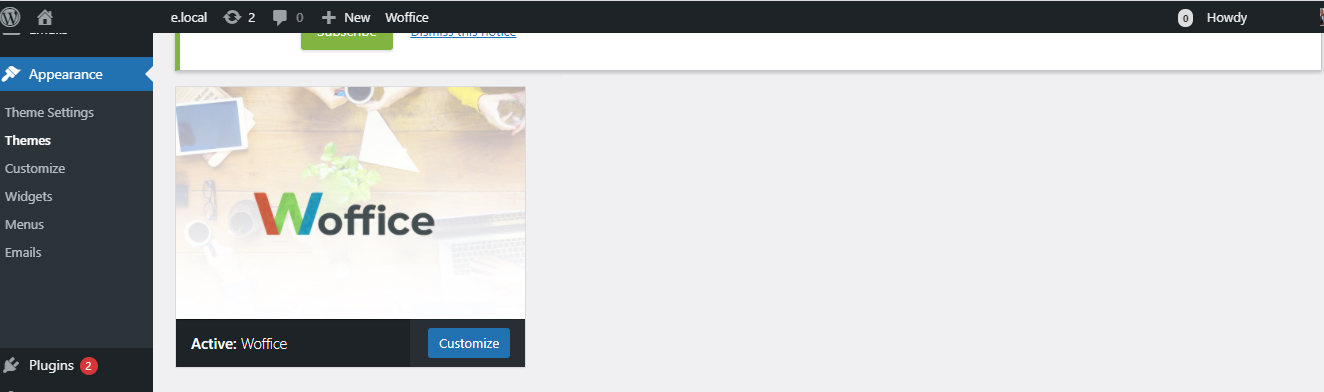 e.local 2 0 New Woffice 0 Howdy
Subscribe Dismiss this notice
Appearance
Theme Settings
Themes
Customize
Widgets
Menus
Emails
Plugins 2
Woffice
Active: Woffice Customize